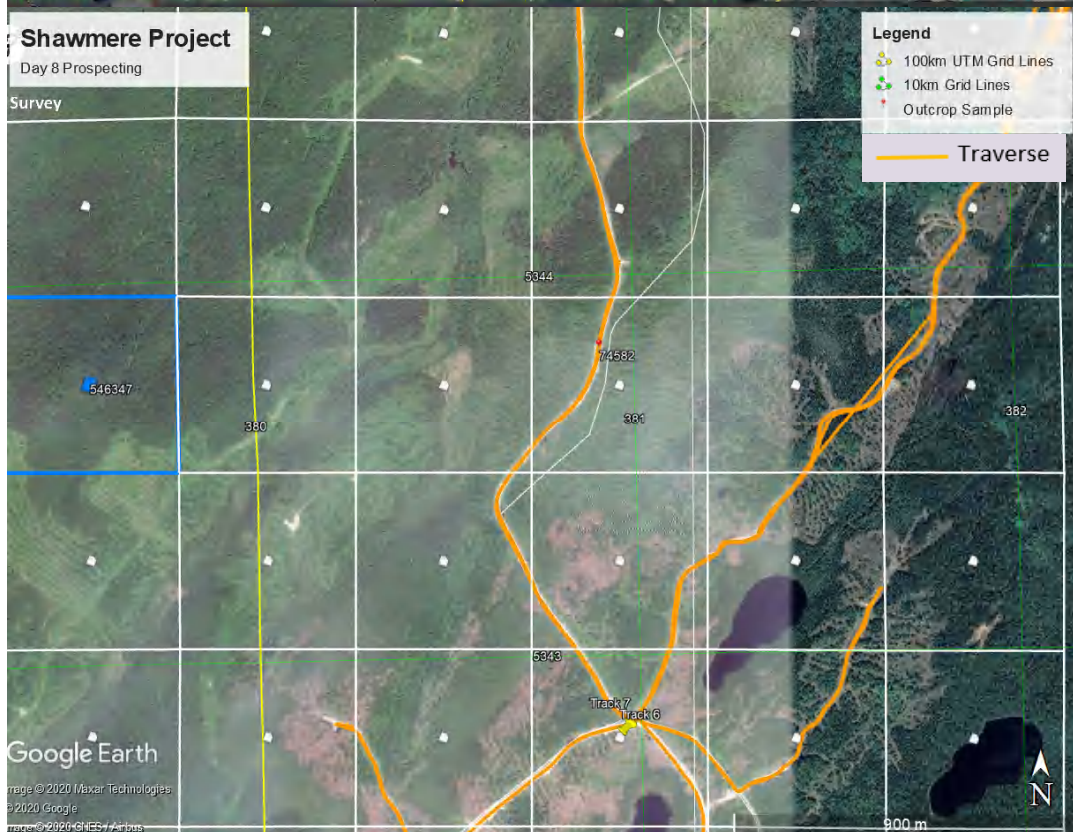 Shawmere Project
Day 8 Prospecting
Survey
Legend
100km UTM Grid Lines
10km Grid Lines
Outcrop Sample
Traverse
5344
74582
546347
380
381
382
5343
Track 7
Track 6
Google Earth
mage © 2020 Maxar Technologies
© 2020 Google
mage © 2020 CNES / Airbus
900 m
N